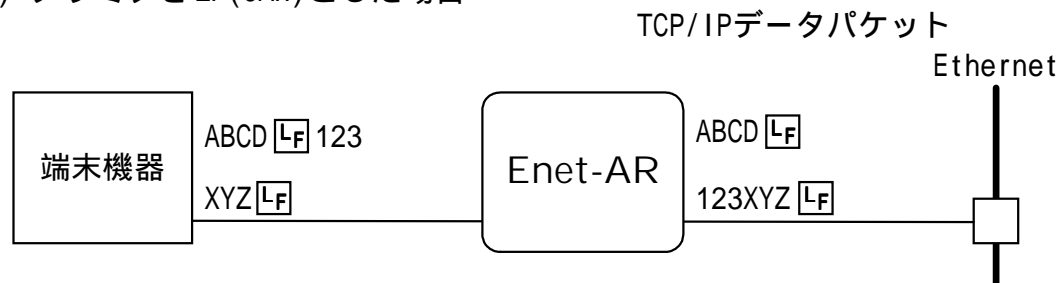 TCP/IPデータパケット
Ethernet
端末機器
ABCD LF 123
XYZ LF
Enet-AR
ABCD LF
123XYZ LF